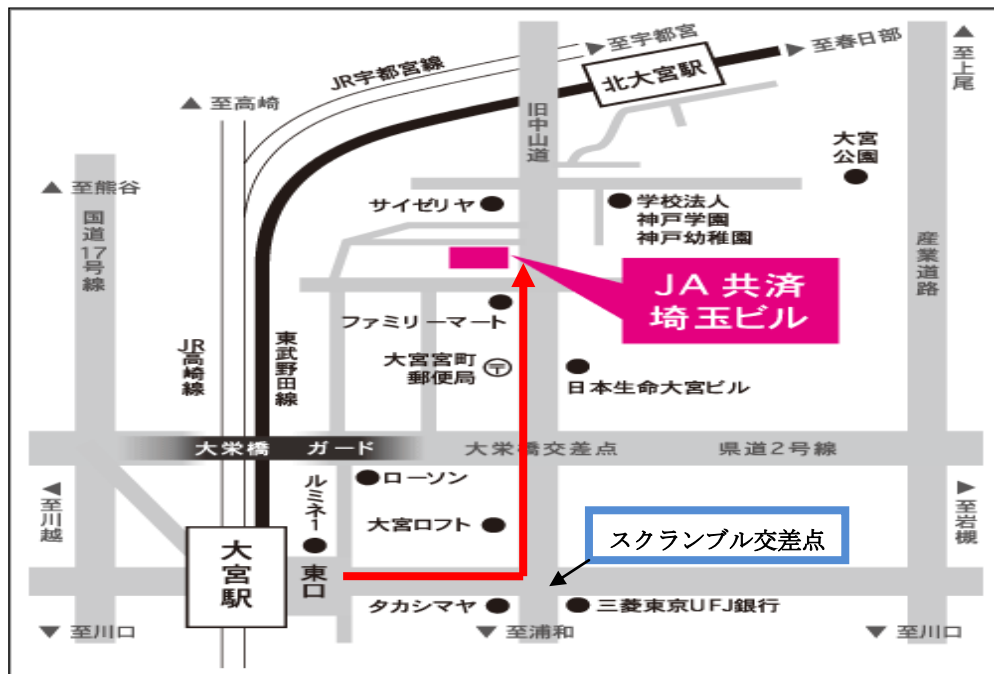 JR宇都宮線
▶至宇都宮
▶至春日部
北大宮駅
▲至高崎
▲至上尾
旧中山道
大宮
公園
▲至熊谷
国道17号線
サイゼリヤ
学校法人
神戸学園
神戸幼稚園
産業道路
JA 共済
埼玉ビル
ファミリーマート
JR高崎線
東武野田線
大宮宮町
郵便局
〒
日本生命大宮ビル
大栄橋 ガード
大栄橋交差点
県道2号線
ルミネ1
ローソン
大宮ロフト
スクランブル交差点
◀至川越
▶至岩槻
大宮駅
東口
タカシマヤ
三菱東京UFJ銀行
▼至川口
▼至浦和
▼至川口